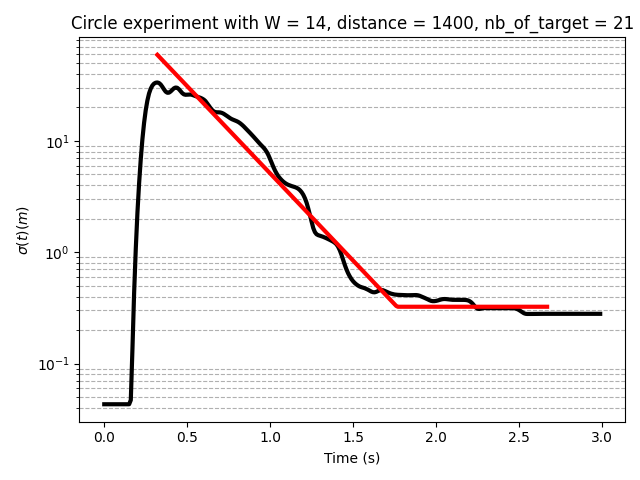 Circle experiment with W = 14, distance = 1400, nb_of_target = 21
σ(t)(m)
10¹
10⁰
10⁻¹
0.0 0.5 1.0 1.5 2.0 2.5 3.0
Time (s)